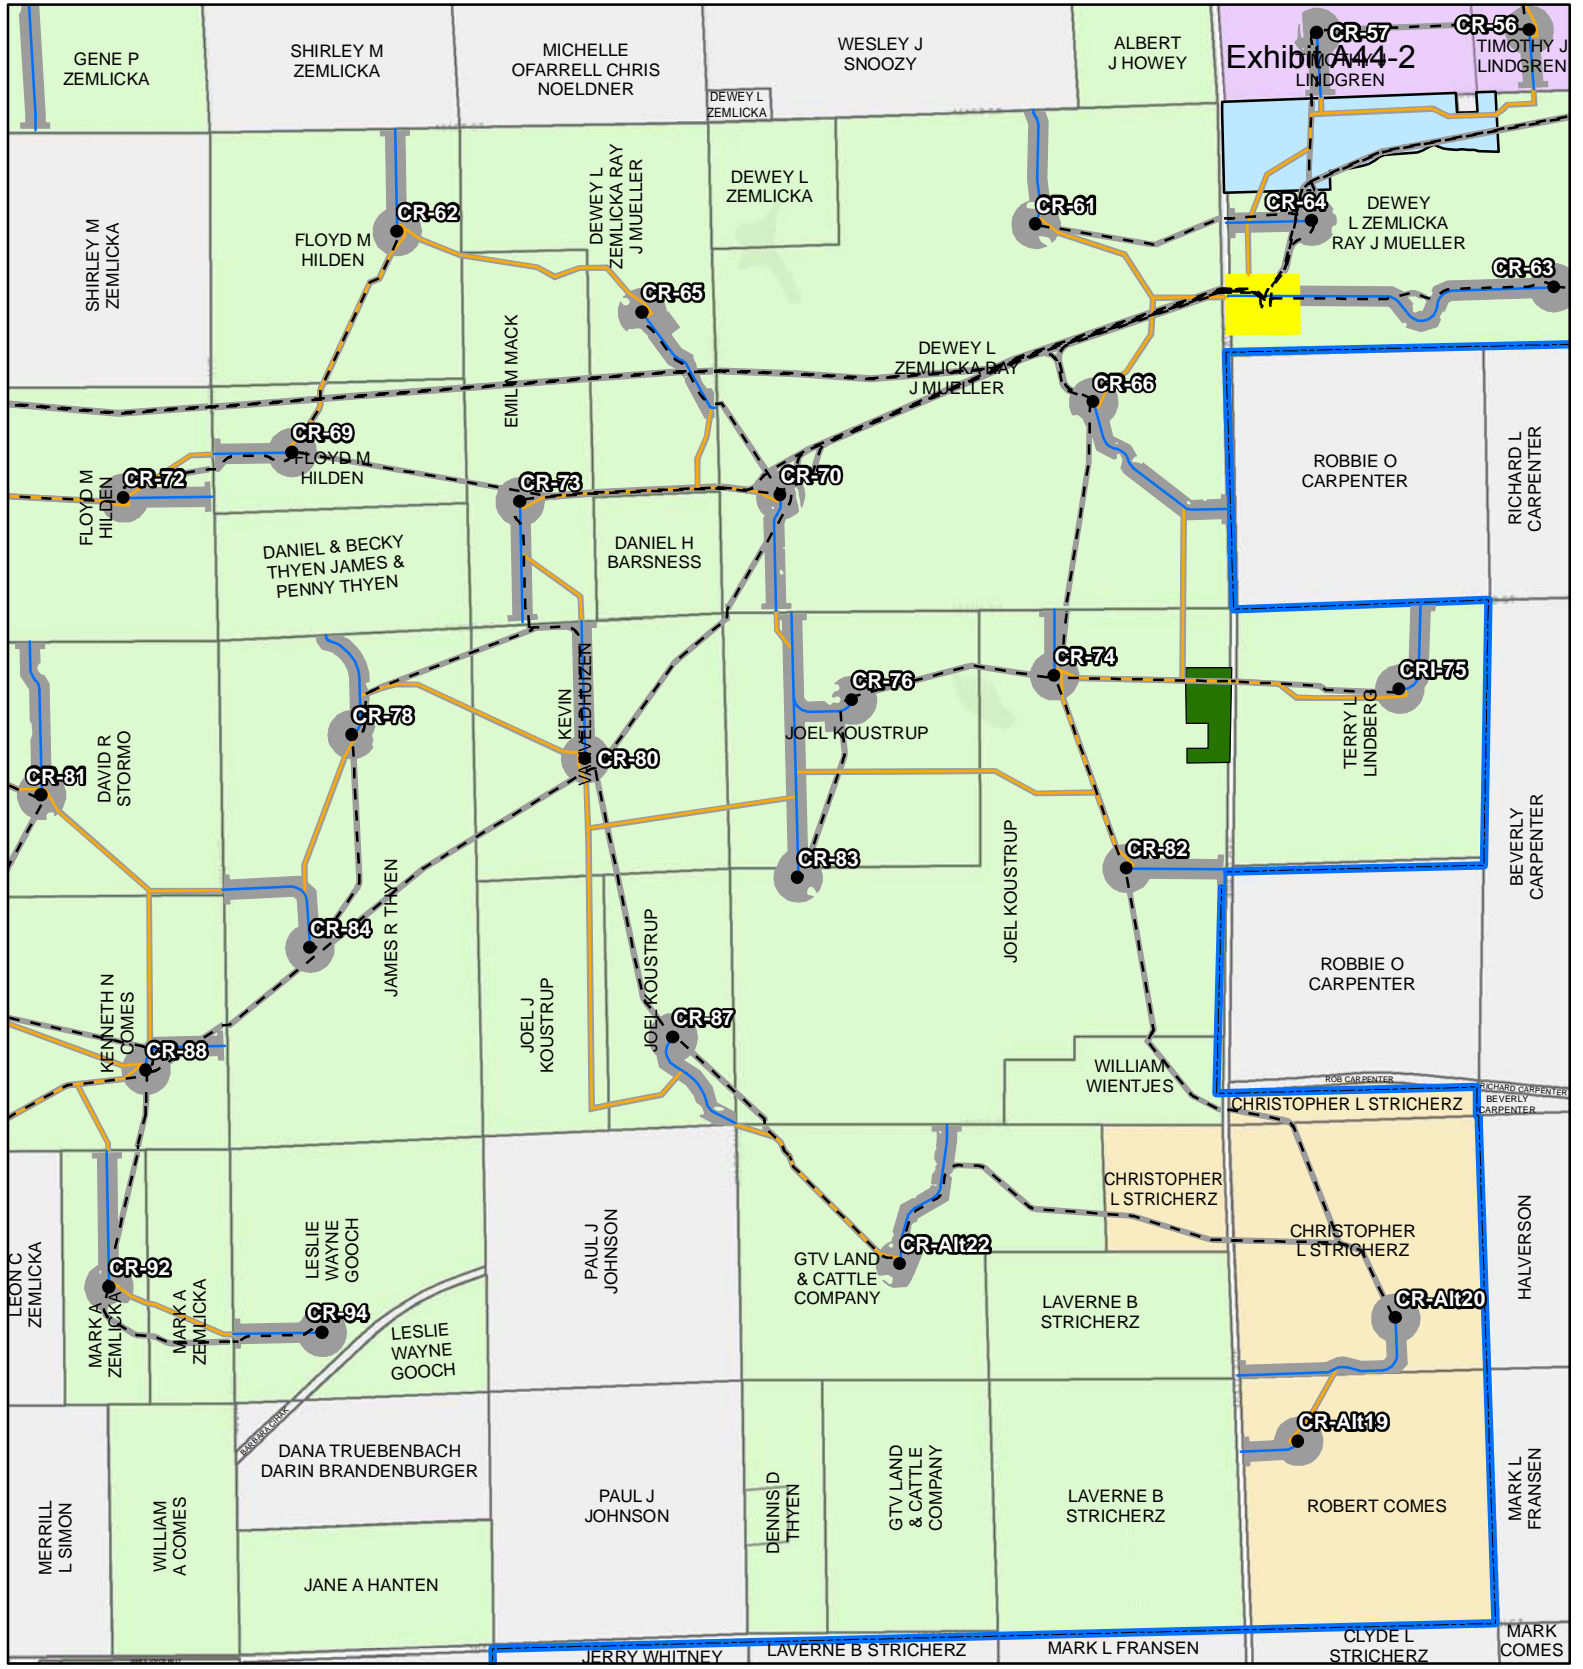 GENE P
ZEMLICKA
SHIRLEY M
ZEMLICKA
MICHELLE
OFARRELL CHRIS
NOELDNER
WESLEY J
SNOOZY
ALBERT
J HOWEY
CR-57
CR-56
Exhibit A44-2
TIMOTHY J
LINDGREN
TIMOTHY J
LINDGREN
DEWEY L
ZEMLICKA
SHIRLEY M
ZEMLICKA
CR-62
FLOYD M
HILDEN
DEWEY L
ZEMLICKA RAY
J MUELLER
DEWEY L
ZEMLICKA
CR-61
CR-64
DEWEY
L ZEMLICKA
RAY J MUELLER
CR-63
CR-65
EMIL M MACK
DEWEY L
ZEMLICKA RAY
J MUELLER
CR-66
CR-69
FLOYD M
HILDEN
CR-72
FLOYD M
HILDEN
CR-73
CR-70
ROBBIE O
CARPENTER
RICHARD L
CARPENTER
DANIEL & BECKY
THYEN JAMES &
PENNY THYEN
DANIEL H
BARSNESS
CR-74
CRI-75
CR-76
JOEL KOUSTRUP
TERRY L
LINDBERG
CR-78
KEVIN
VANVELDHUIZEN
CR-80
CR-81
DAVID R
STORMO
CR-83
CR-82
JOEL KOUSTRUP
BEVERLY
CARPENTER
CR-84
JAMES R THYEN
JOEL J
KOUSTRUP
JOEL KOUSTRUP
CR-87
ROBBIE O
CARPENTER
KENNETH N
COMES
CR-88
WILLIAM
WIENTJES
ROB CARPENTER
RICHARD CARPENTER
BEVERLY
CARPENTER
CHRISTOPHER L STRICHERZ
CHRISTOPHER
L STRICHERZ
CHRISTOPHER
L STRICHERZ
HALVERSON
LEON C
ZEMLICKA
CR-92
MARK A
ZEMLICKA
MARK A
ZEMLICKA
LESLIE
WAYNE
GOOCH
CR-94
LESLIE
WAYNE
GOOCH
PAUL J
JOHNSON
CR-Alt22
GTV LAND
& CATTLE
COMPANY
LAVERNE B
STRICHERZ
CR-Alt20
CR-Alt19
BARBARA CIHAK
DANA TRUEBENBACH
DARIN BRANDENBURGER
MERRILL
L SIMON
WILLIAM
A COMES
JANE A HANTEN
PAUL J
JOHNSON
DENNIS D
THYEN
GTV LAND
& CATTLE
COMPANY
LAVERNE B
STRICHERZ
ROBERT COMES
MARK L
FRANSEN
JERRY WHITNEY
LAVERNE B STRICHERZ
MARK L FRANSEN
CLYDE L
STRICHERZ
MARK
COMES